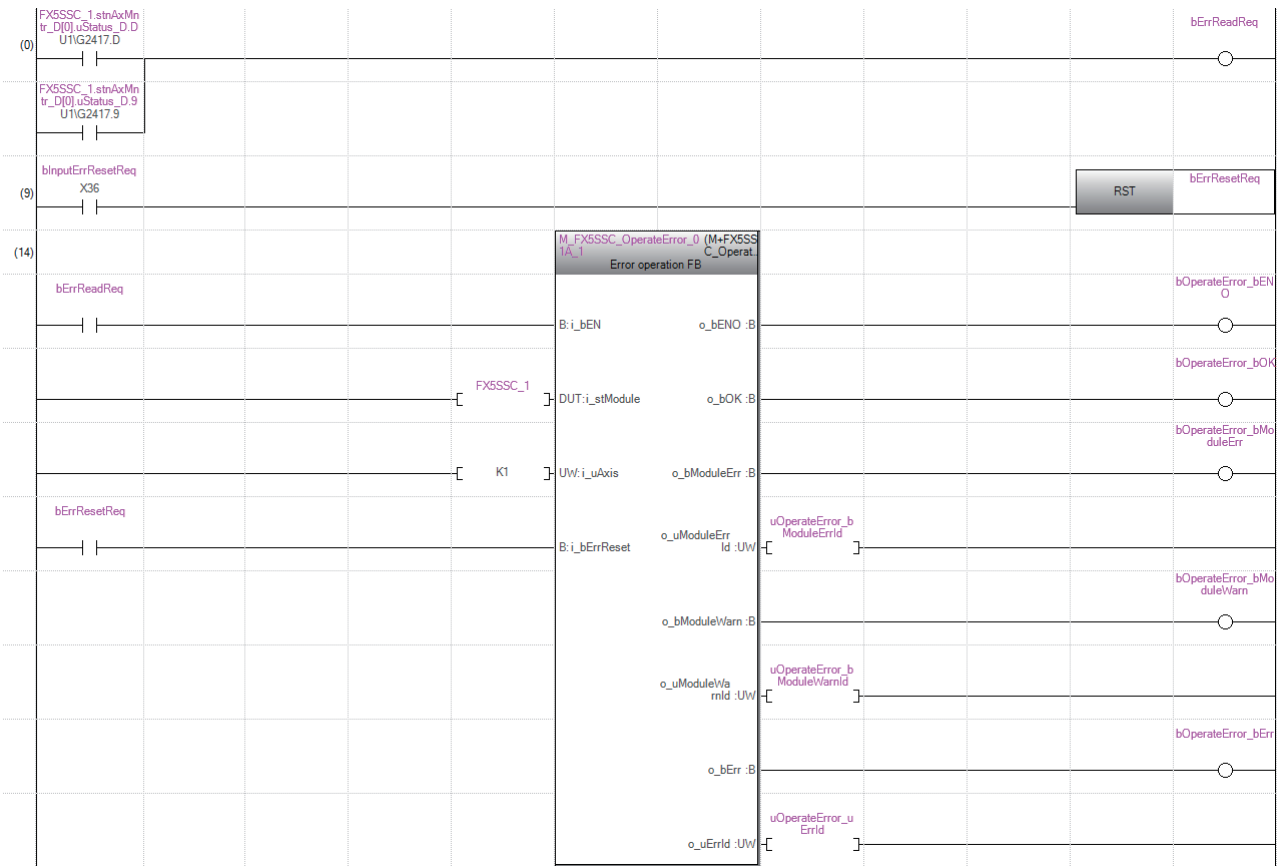 FX5SSC_1.stnAxMn
tr_D[0].uStatus_D.D
U1\G2417.D
bErrReadReq
(0)
FX5SSC_1.stnAxMn
tr_D[0].uStatus_D.9
U1\G2417.9
bInputErrResetReq
X36
(9)
RST
bErrResetReq
(14)
M_FX5SSC_OperateError_0
1A_1
(M+FX5SS
C_Operat..
Error operation FB
bErrReadReq
B:i_bEN
o_bENO :B
bOperateError_bEN
O
FX5SSC_1
DUT:i_stModule
o_bOK :B
bOperateError_bOK
K1
UW:i_uAxis
o_bModuleErr :B
bOperateError_bMo
duleErr
bErrResetReq
B:i_bErrReset
o_uModuleErr
Id :UW
uOperateError_b
ModuleErrId
o_bModuleWarn :B
bOperateError_bMo
duleWarn
o_uModuleWa
rnId :UW
uOperateError_b
ModuleWarnId
o_bErr :B
bOperateError_bErr
o_uErrId :UW
uOperateError_u
ErrId